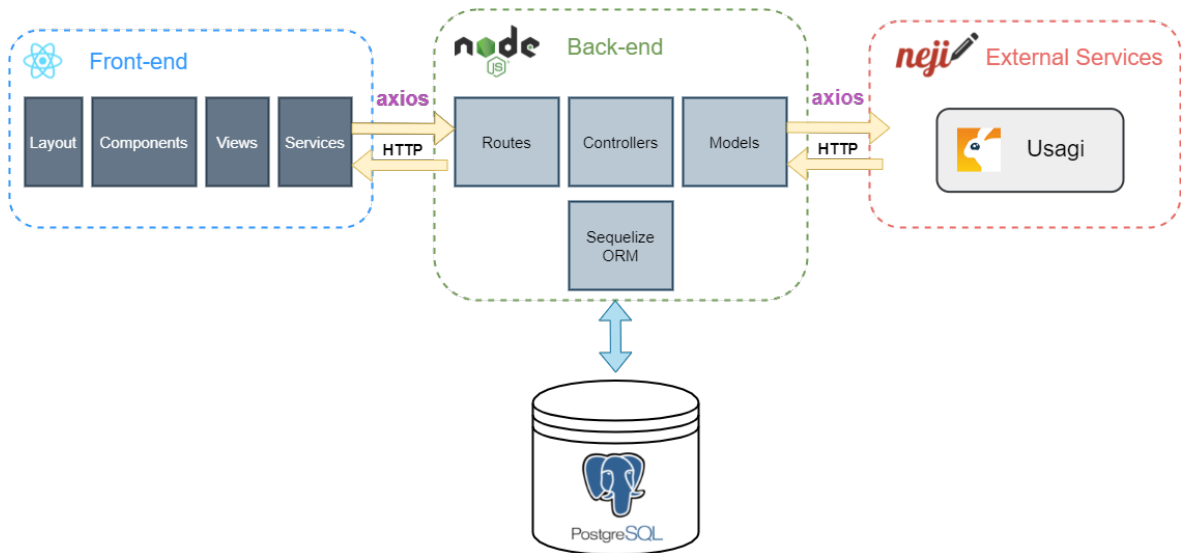 Front-end
Layout
Components
Views
Services
axios
HTTP
node
JS
Back-end
Routes
Controllers
Models
Sequelize
ORM
axios
HTTP
neji
External Services
Usagi
PostgreSQL